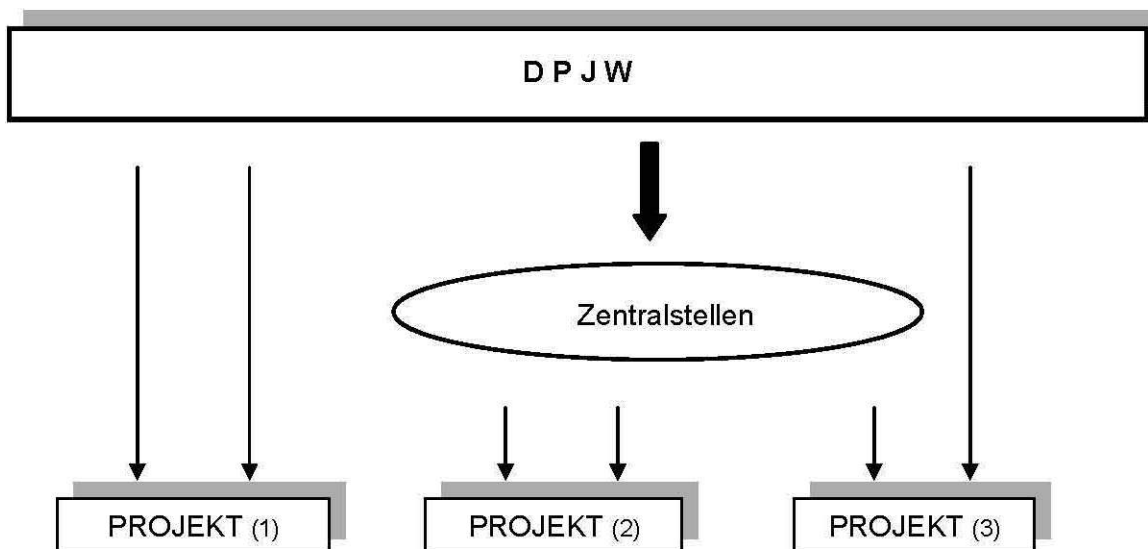 D P J W
Zentralstellen
PROJEKT (1)
PROJEKT (2)
PROJEKT (3)